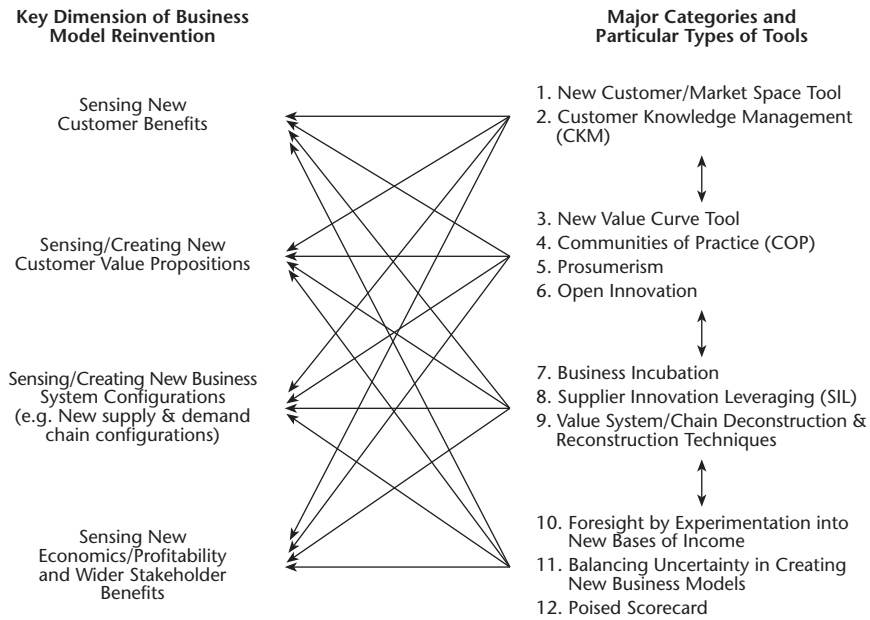 Key Dimension of Business
Model Reinvention
Major Categories and
Particular Types of Tools
Sensing New
Customer Benefits
1. New Customer/Market Space Tool
2. Customer Knowledge Management
(CKM)
Sensing/Creating New
Customer Value Propositions
3. New Value Curve Tool
4. Communities of Practice (COP)
5. Prosumerism
6. Open Innovation
Sensing/Creating New Business
System Configurations
(e.g. New supply & demand
chain configurations)
7. Business Incubation
8. Supplier Innovation Leveraging (SIL)
9. Value System/Chain Deconstruction &
Reconstruction Techniques
Sensing New
Economics/Profitability
and Wider Stakeholder
Benefits
10. Foresight by Experimentation into
New Bases of Income
11. Balancing Uncertainty in Creating
New Business Models
12. Poised Scorecard